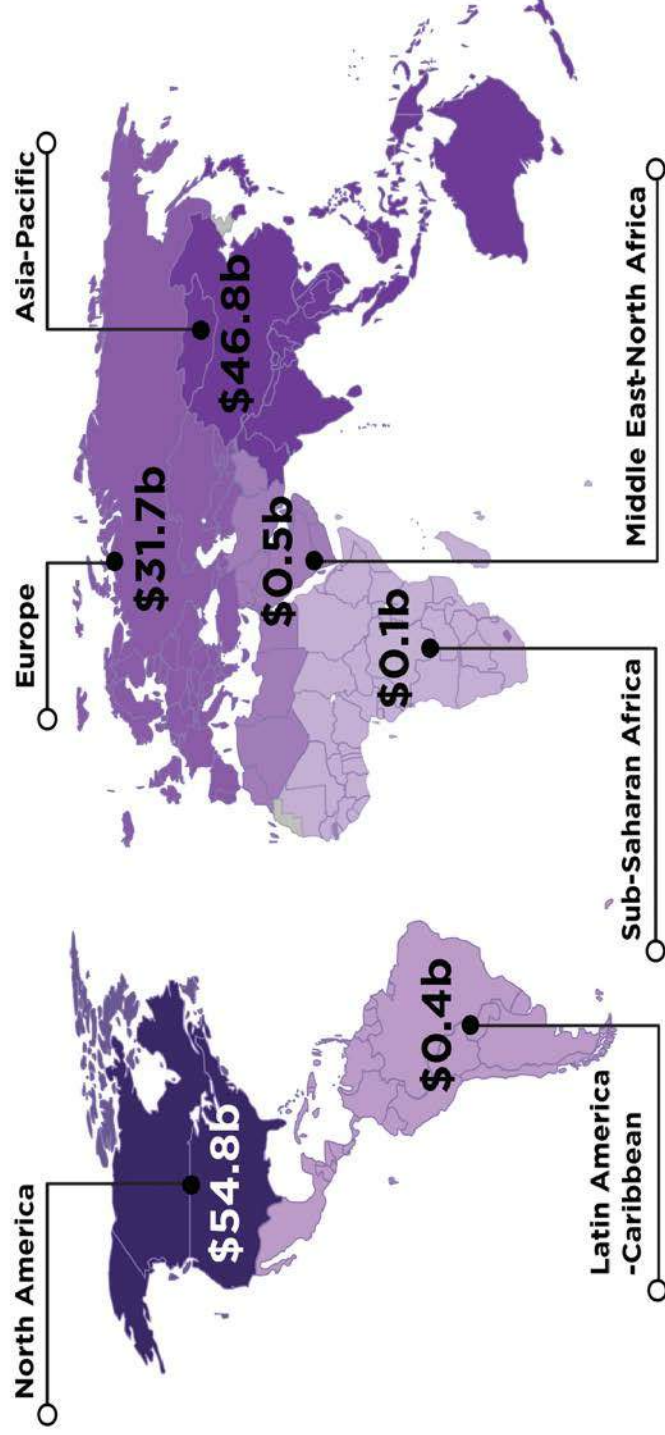 North America
$54.8b
Europe
$31.7b
Asia-Pacific
$46.8b
Latin America
-Caribbean
$0.4b
Sub-Saharan Africa
$0.1b
Middle East-North Africa
$0.5b